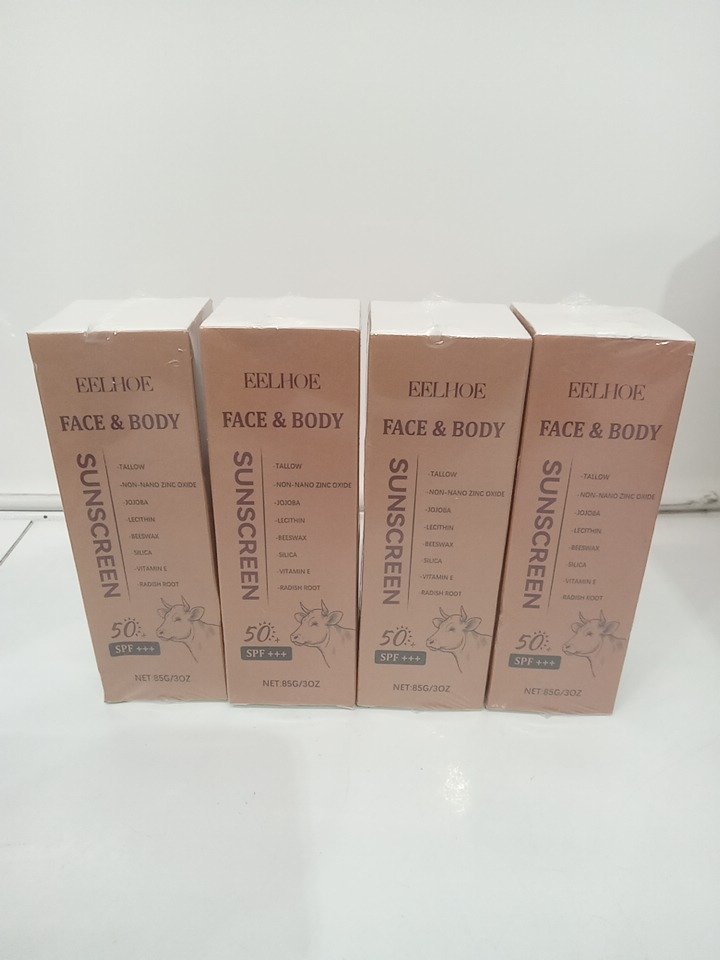 EELHOE
FACE & BODY
SUNSCREEN
-TALLOW
-NON-NANO ZINC OXIDE
-JOJOBA
-LECITHIN
-BEESWAX
-SILICA
-VITAMIN E
-RADISH ROOT
50
SPF +++
NET:85G/3OZ
EELHOE
FACE & BODY
SUNSCREEN
-TALLOW
-NON-NANO ZINC OXIDE
-JOJOBA
-LECITHIN
-BEESWAX
-SILICA
-VITAMIN E
-RADISH ROOT
50
SPF +++
NET:85G/3OZ
EELHOE
FACE & BODY
SUNSCREEN
-TALLOW
-NON-NANO ZINC OXIDE
-JOJOBA
-LECITHIN
-BEESWAX
-SILICA
-VITAMIN E
RADISH ROOT
50
SPF +++
NET:85G/3OZ
EELHOE
FACE & BODY
SUNSCREEN
-TALLOW
-NON-NANO ZINC OXIDE
-JOJOBA
-LECITHIN
-BEESWAX
-SILICA
-VITAMIN E
RADISH ROOT
50
SPF +++
NET:85G/3OZ